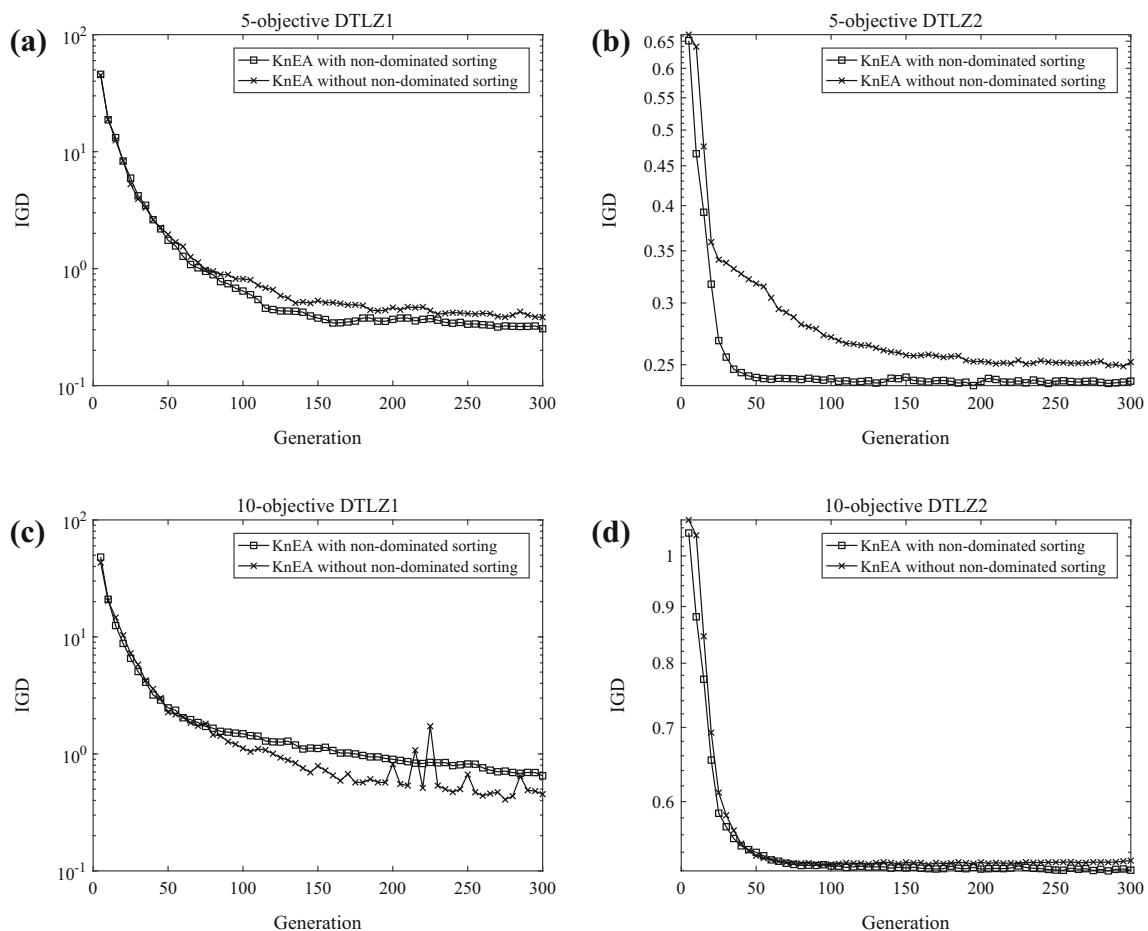 (a)
5-objective DTLZ1
KnEA with non-dominated sorting
KnEA without non-dominated sorting
10^2
10^1
10^0
10^-1
IGD
0 50 100 150 200 250 300
Generation
(b)
5-objective DTLZ2
KnEA with non-dominated sorting
KnEA without non-dominated sorting
0.65
0.6
0.55
0.5
0.45
0.4
0.35
0.3
0.25
IGD
0 50 100 150 200 250 300
Generation
(c)
10-objective DTLZ1
KnEA with non-dominated sorting
KnEA without non-dominated sorting
10^2
10^1
10^0
10^-1
IGD
0 50 100 150 200 250 300
Generation
(d)
10-objective DTLZ2
KnEA with non-dominated sorting
KnEA without non-dominated sorting
1
0.9
0.8
0.7
0.6
IGD
0 50 100 150 200 250 300
Generation